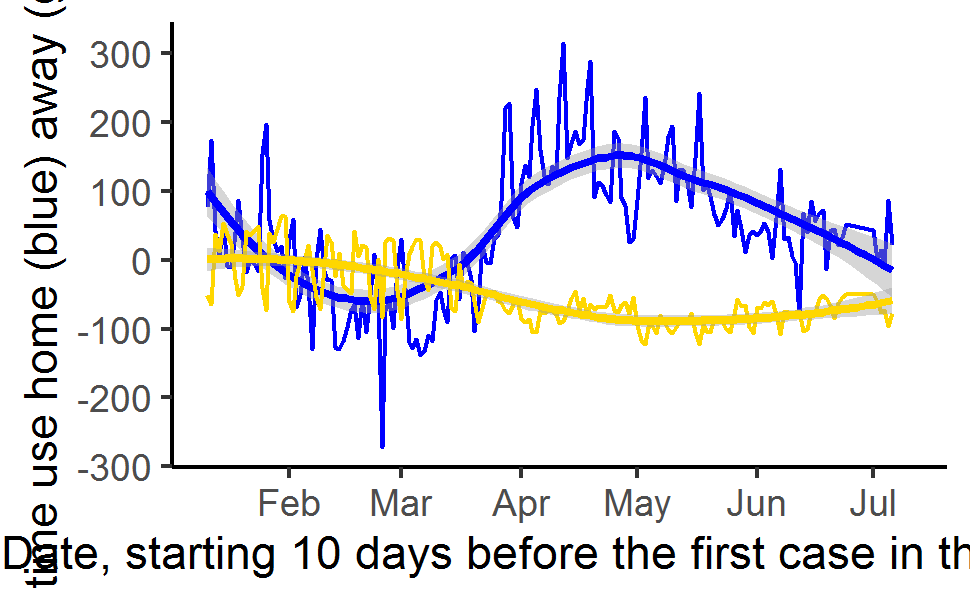 time use home (blue) away (
300
200
100
0
-100
-200
-300
Feb Mar Apr May Jun Jul
Date, starting 10 days before the first case in th